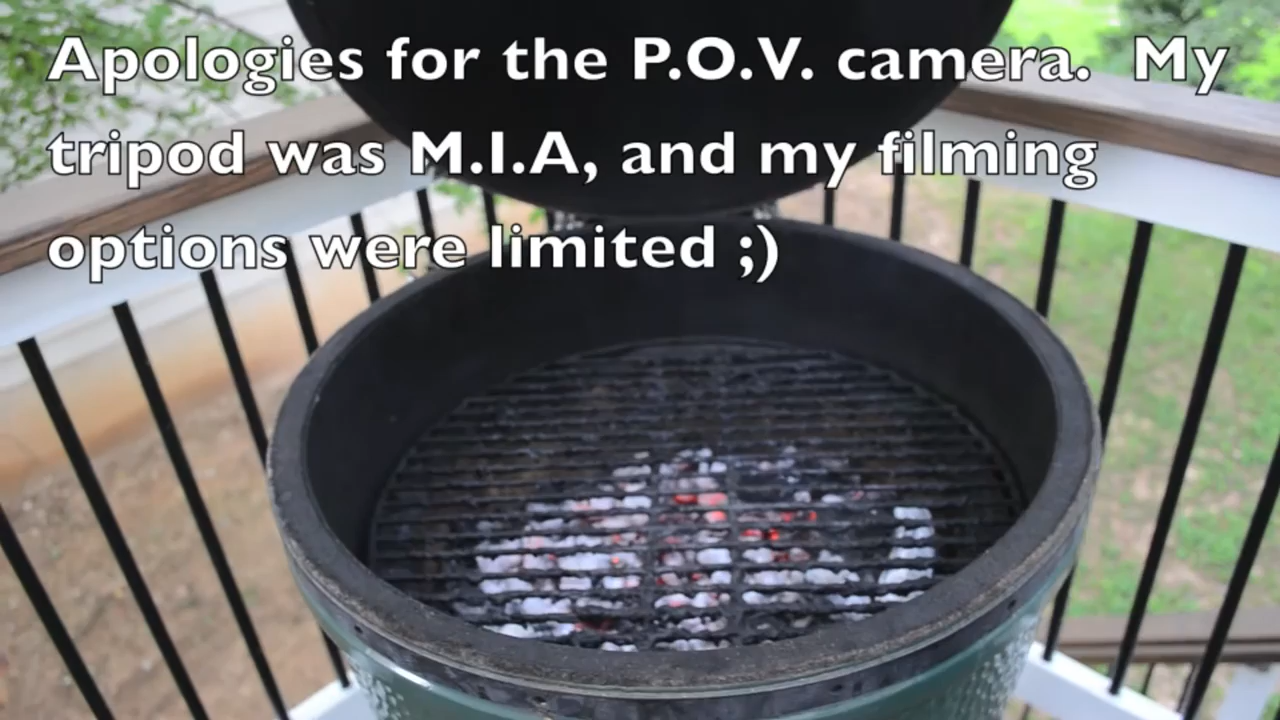 Apologies for the P.O.V. camera.  My
tripod was M.I.A, and my filming
options were limited ;)